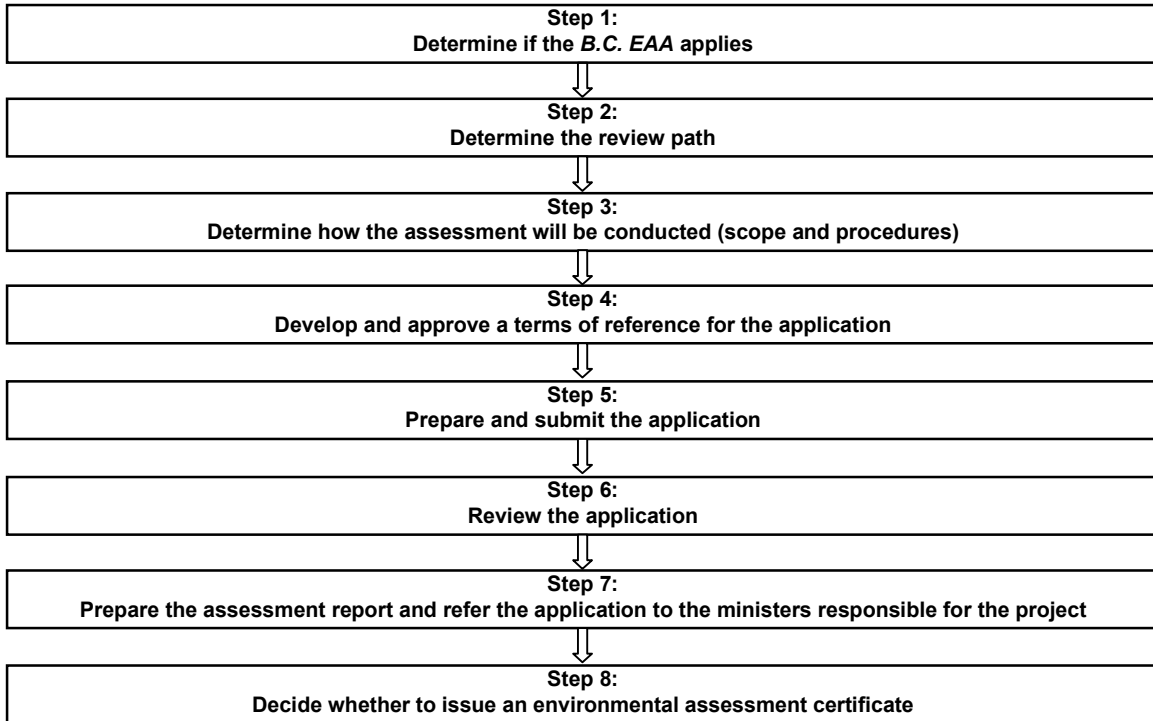 Step 1:
Determine if the B.C. EAA applies
Step 2:
Determine the review path
Step 3:
Determine how the assessment will be conducted (scope and procedures)
Step 4:
Develop and approve a terms of reference for the application
Step 5:
Prepare and submit the application
Step 6:
Review the application
Step 7:
Prepare the assessment report and refer the application to the ministers responsible for the project
Step 8:
Decide whether to issue an environmental assessment certificate